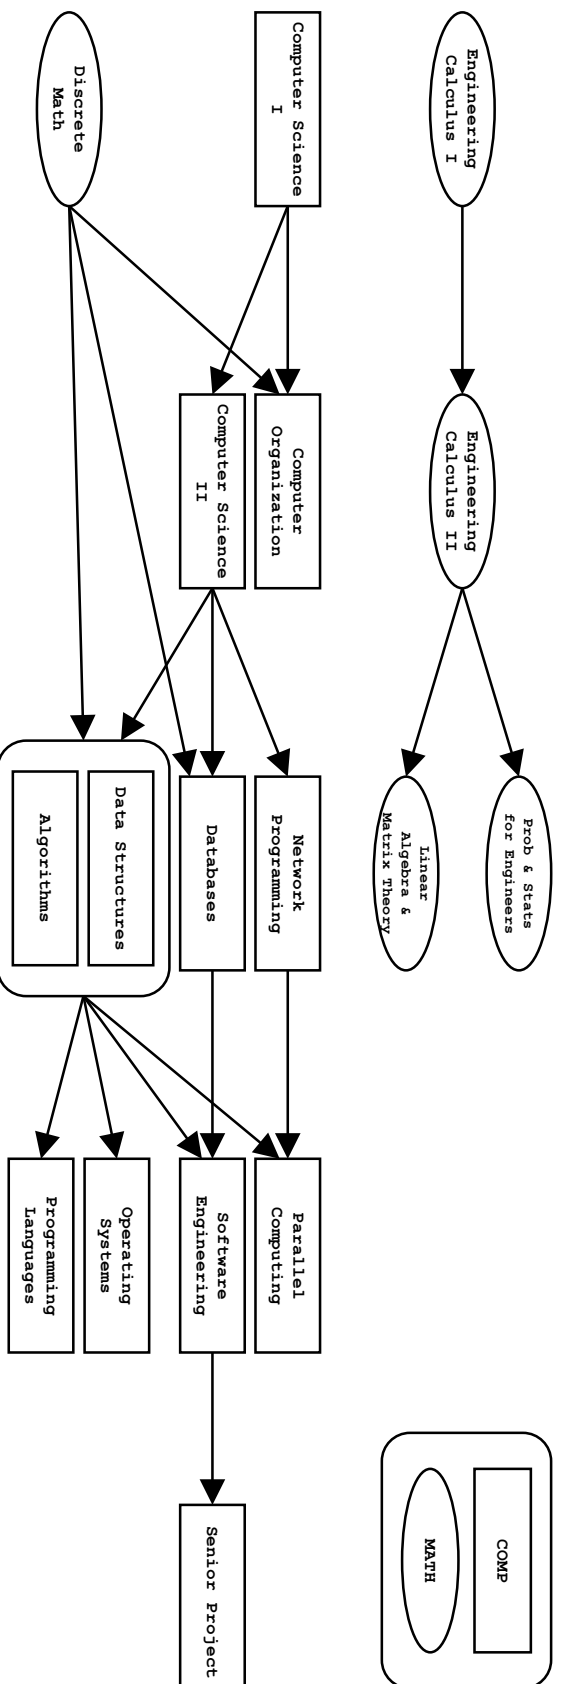 Engineering
Calculus I
Computer Science
I
Discrete
Math
Engineering
Calculus II
Computer
Organization
Computer Science
II
Prob & Stats
for Engineers
Linear
Algebra &
Matrix Theory
Network
Programming
Databases
Data Structures
Algorithms
Parallel
Computing
Software
Engineering
Operating
Systems
Programming
Languages
COMP
MATH
Senior Project